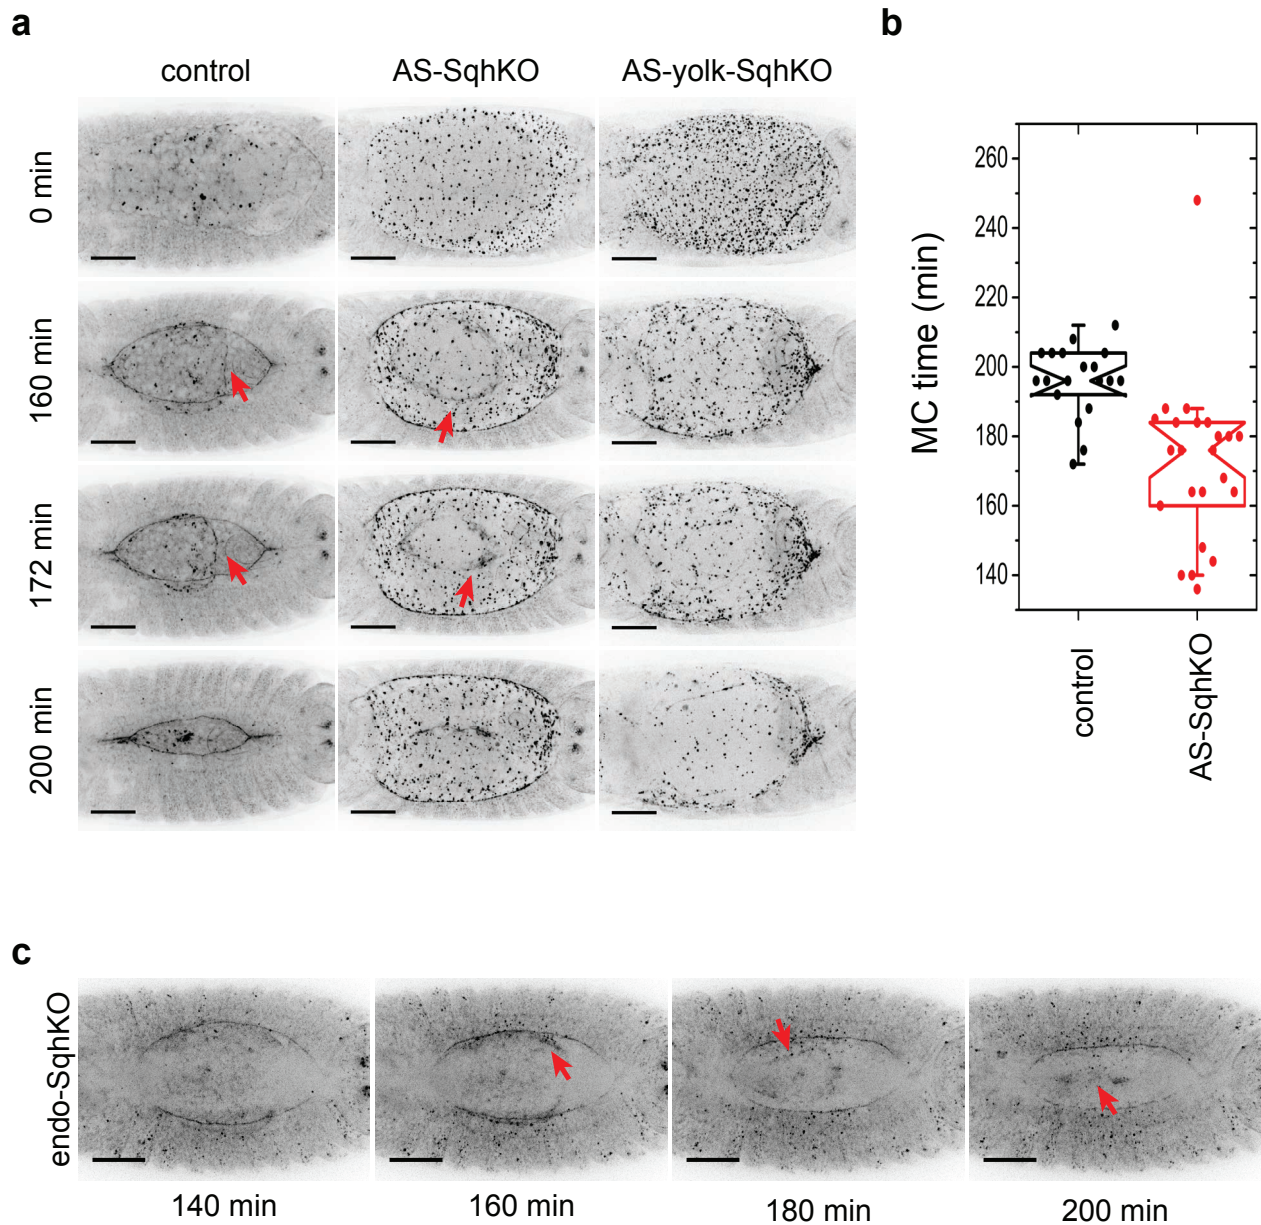 a
control AS-SqhKO AS-yolk-SqhKO
0 min
160 min
172 min
200 min
b
MC time (min)
260
240
220
200
180
160
140
control
AS-SqhKO
c
endo-SqhKO
140 min 160 min 180 min 200 min